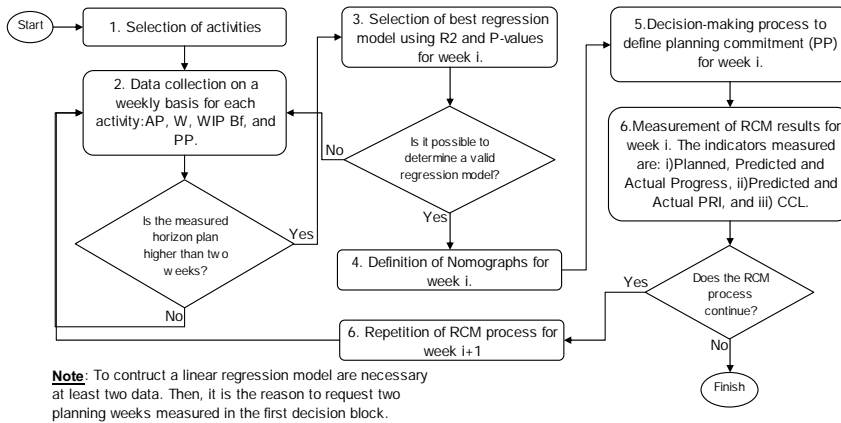 Start
1. Selection of activities
2. Data collection on a
weekly basis for each
activity:AP, W, WIP Bf, and
PP.
Is the measured
horizon plan
higher than two
weeks?
Yes
No
3. Selection of best regression
model using R2 and P-values
for week i.
Is it possible to
determine a valid
regression model?
No
Yes
4. Definition of Nomographs for
week i.
5.Decision-making process to
define planning commitment (PP)
for week i.
6.Measurement of RCM results for
week i. The indicators measured
are: i)Planned, Predicted and
Actual Progress, ii)Predicted and
Actual PRI, and iii) CCL.
Does the RCM
process
continue?
Yes
No
6. Repetition of RCM process for
week i+1
Finish
Note: To contruct a linear regression model are necessary
at least two data. Then, it is the reason to request two
planning weeks measured in the first decision block.